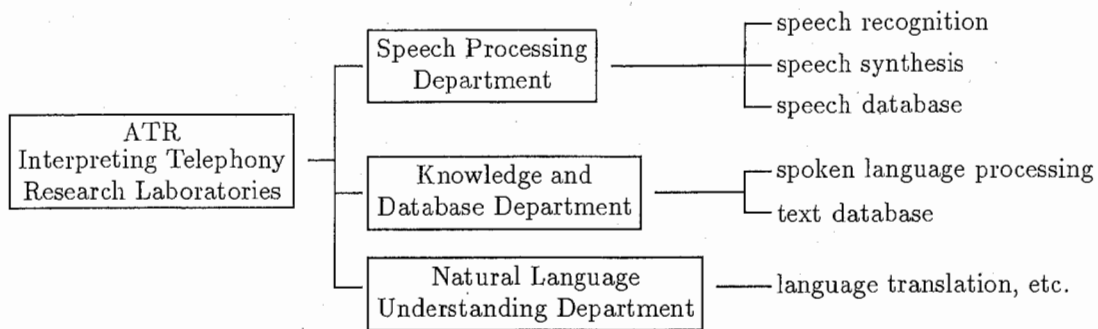 ATR
Interpreting Telephony
Research Laboratories
Speech Processing
Department
speech recognition
speech synthesis
speech database
Knowledge and
Database Department
spoken language processing
text database
Natural Language
Understanding Department
language translation, etc.